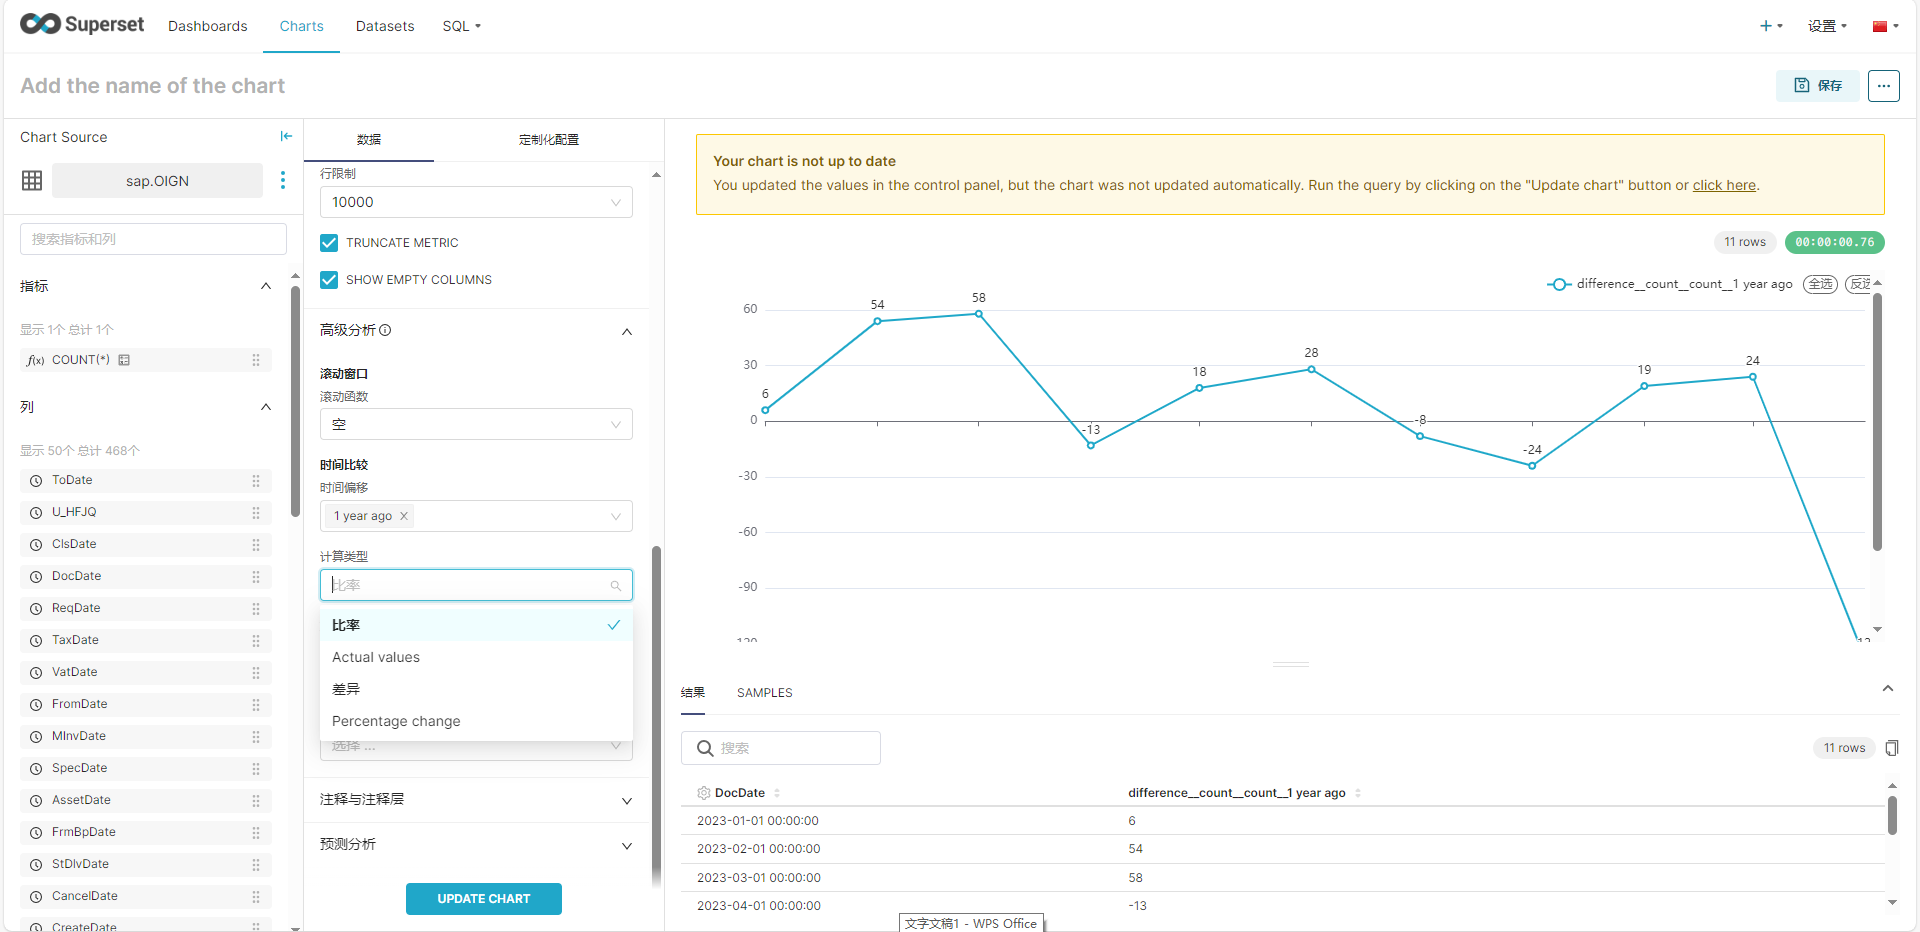 Superset
Dashboards
Charts
Datasets
SQL
设置
Add the name of the chart
保存
Chart Source
sap.OIGN
搜索指标和列
指标
显示 1个 总计 1个
f(x) COUNT(*)
列
显示 50个 总计 468个
ToDate
U_HFJQ
ClsDate
DocDate
ReqDate
TaxDate
VatDate
FromDate
MInvDate
SpecDate
AssetDate
FrmBpDate
StDlvDate
CancelDate
CreateDate
数据
定制化配置
行限制
10000
TRUNCATE METRIC
SHOW EMPTY COLUMNS
高级分析
滚动窗口
滚动函数
空
时间比较
时间偏移
1 year ago
计算类型
比率
比率
Actual values
差异
Percentage change
选择 ...
注释与注释层
预测分析
UPDATE CHART
Your chart is not up to date
You updated the values in the control panel, but the chart was not updated automatically. Run the query by clicking on the "Update chart" button or click here.
11 rows
00:00:00.76
difference__count__count__1 year ago
全选
反选
60
30
0
-30
-60
-90
-120
6
54
58
-13
18
28
-8
-24
19
24
结果
SAMPLES
搜索
11 rows
DocDate
difference__count__count__1 year ago
2023-01-01 00:00:00
6
2023-02-01 00:00:00
54
2023-03-01 00:00:00
58
2023-04-01 00:00:00
-13
文字文稿1 - WPS Office